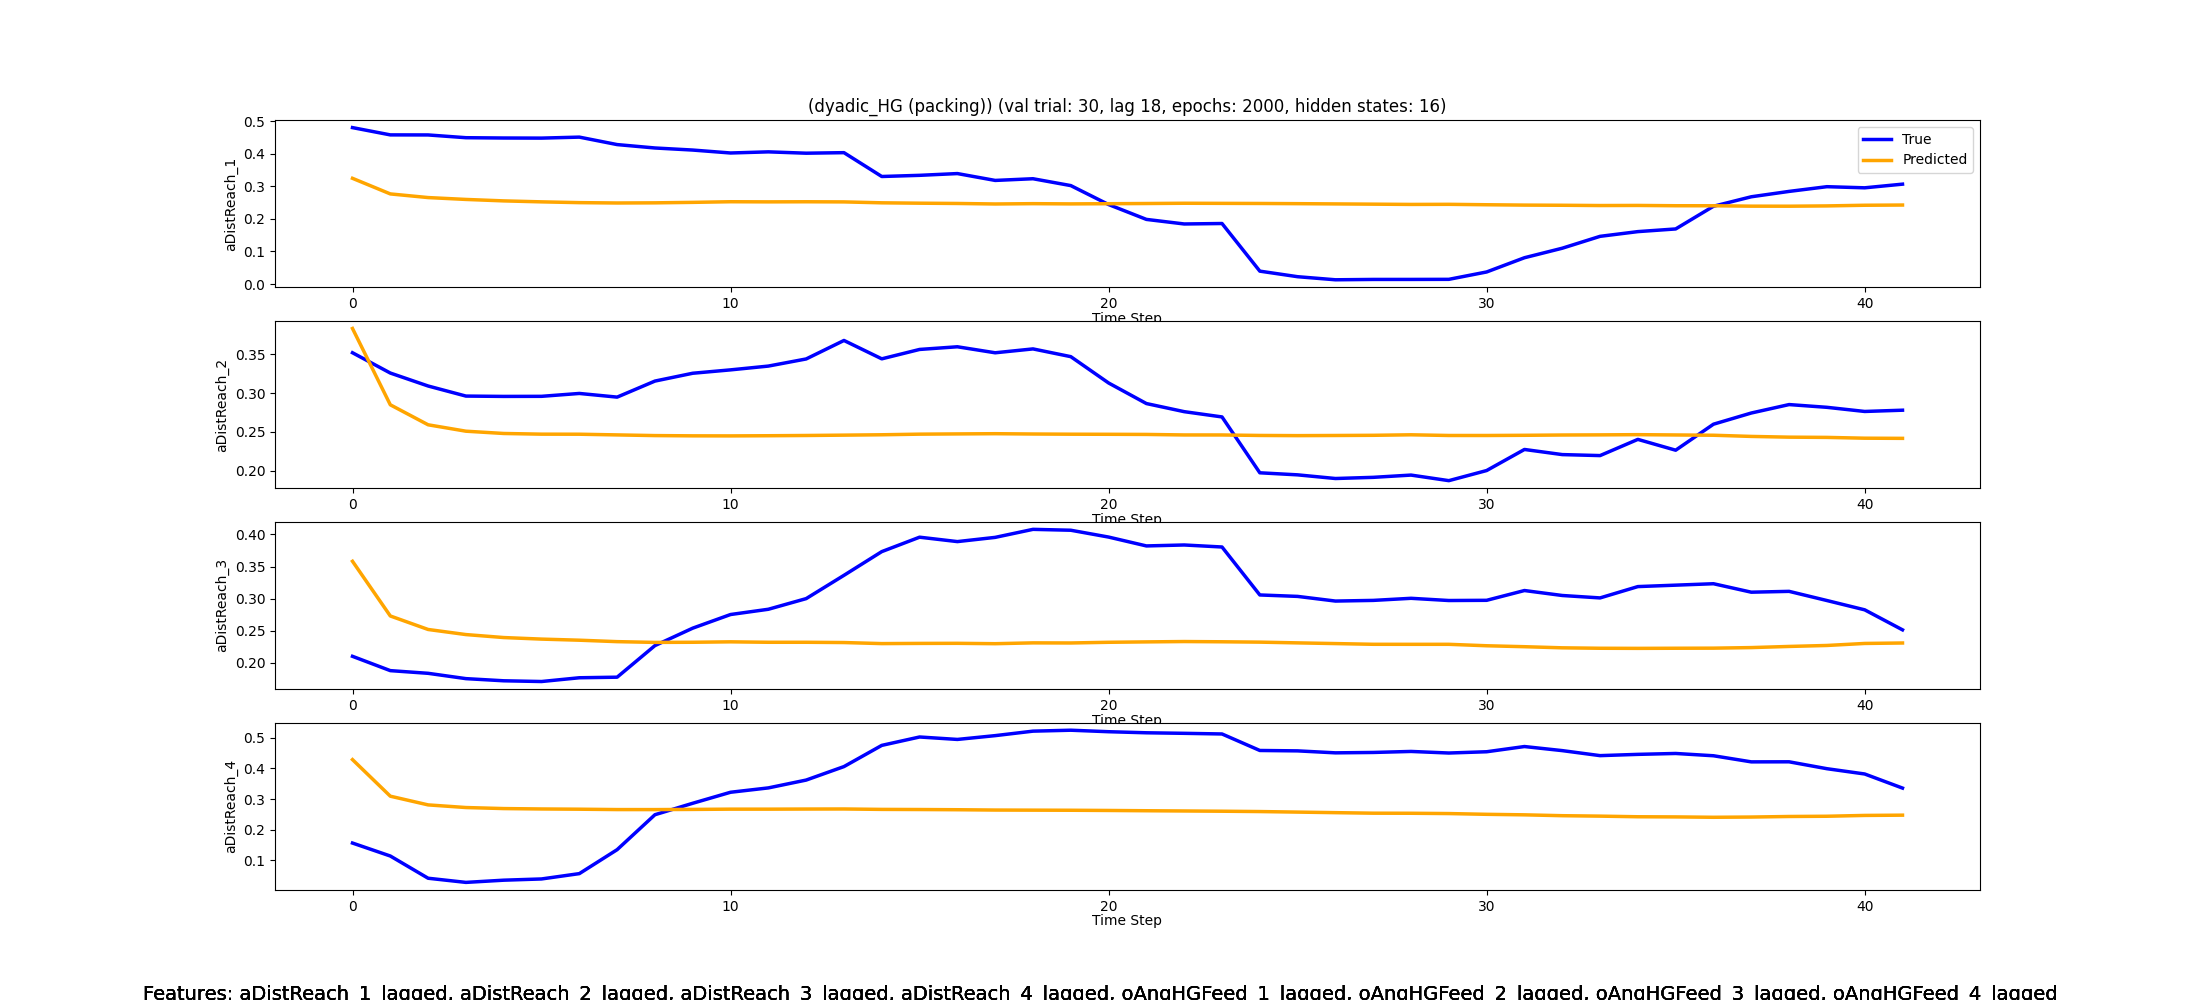 (dyadic_HG (packing)) (val trial: 30, lag 18, epochs: 2000, hidden states: 16)
True
Predicted
aDistReach_1
0.5
0.4
0.3
0.2
0.1
0.0
0 10 20 30 40
Time Step
aDistReach_2
0.35
0.30
0.25
0.20
0 10 20 30 40
Time Step
aDistReach_3
0.40
0.35
0.30
0.25
0.20
0 10 20 30 40
Time Step
aDistReach_4
0.5
0.4
0.3
0.2
0.1
0 10 20 30 40
Time Step
Features: aDistReach_1_lagged, aDistReach_2_lagged, aDistReach_3_lagged, aDistReach_4_lagged, oAngHGFeed_1_lagged, oAngHGFeed_2_lagged, oAngHGFeed_3_lagged, oAngHGFeed_4_lagged